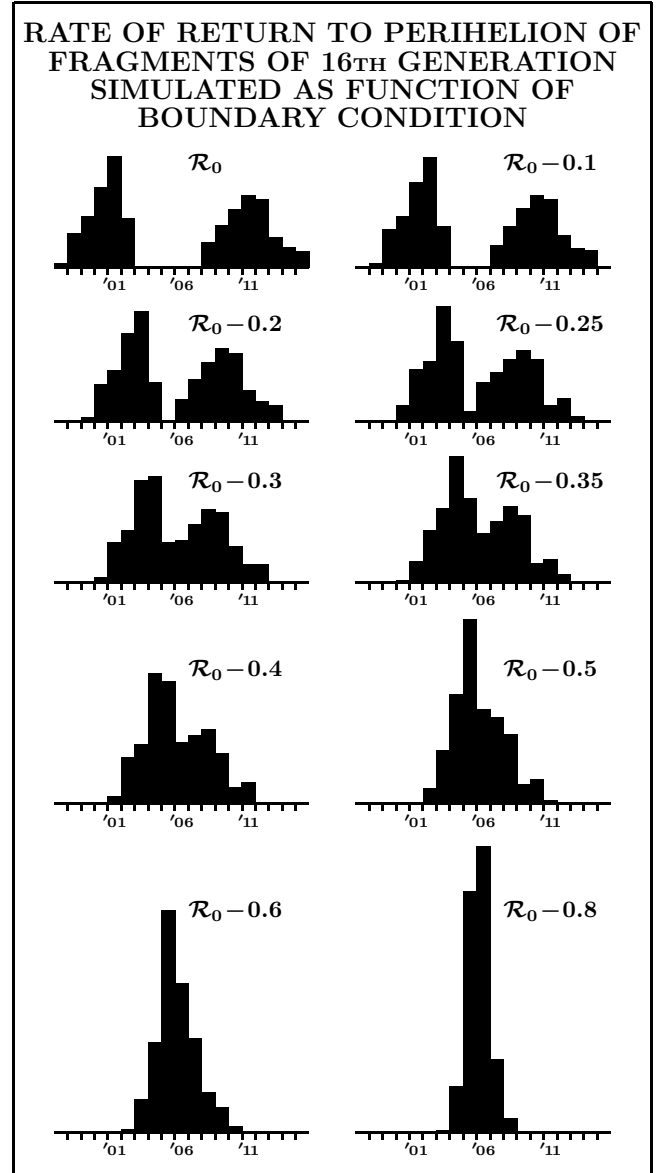 RATE OF RETURN TO PERIHELION OF
FRAGMENTS OF 16TH GENERATION
SIMULATED AS FUNCTION OF
BOUNDARY CONDITION
ℛ₀
'01 '06 '11
ℛ₀−0.1
'01 '06 '11
ℛ₀−0.2
'01 '06 '11
ℛ₀−0.25
'01 '06 '11
ℛ₀−0.3
'01 '06 '11
ℛ₀−0.35
'01 '06 '11
ℛ₀−0.4
'01 '06 '11
ℛ₀−0.5
'01 '06 '11
ℛ₀−0.6
'01 '06 '11
ℛ₀−0.8
'01 '06 '11